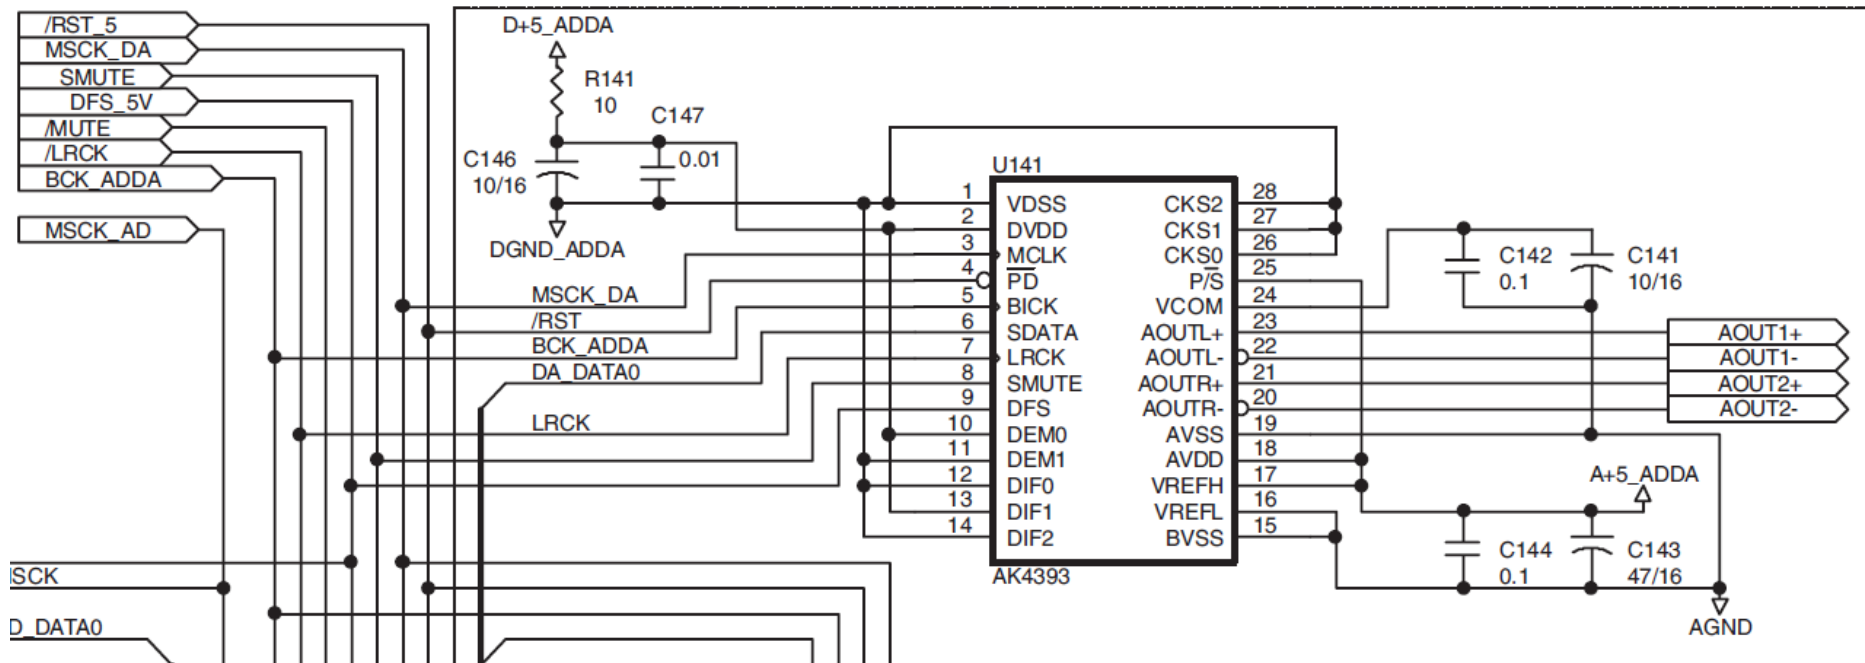 /RST_5
MSCK_DA
SMUTE
DFS_5V
/MUTE
/LRCK
BCK_ADDA
MSCK_AD
D+5_ADDA
R141
10
C147
0.01
C146
10/16
DGND_ADDA
MSCK_DA
/RST
BCK_ADDA
DA_DATA0
LRCK
U141
1 VDSS CKS2 28
2 DVDD CKS1 27
3 MCLK CKS0 26
4 PD P/S 25
5 BICK VCOM 24
6 SDATA AOUTL+ 23
7 LRCK AOUTL- 22
8 SMUTE AOUTR+ 21
9 DFS AOUTR- 20
10 DEM0 AVSS 19
11 DEM1 AVDD 18
12 DIF0 VREFH 17
13 DIF1 VREFL 16
14 DIF2 BVSS 15
AK4393
C142
0.1
C141
10/16
AOUT1+
AOUT1-
AOUT2+
AOUT2-
A+5_ADDA
C144
0.1
C143
47/16
AGND
SCK
D_DATA0